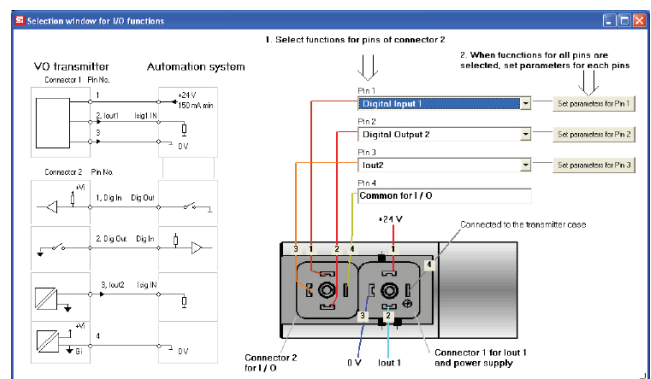 Selection window for I/O functions
1. Select functions for pins of connector 2
2. When fucnctions for all pins are
selected, set parameters for each pins
I/O transmitter Automation system
Connector 1 Pin No.
1 +24 V
150 mA min
2, Iout1 Isig1 IN
3 0 V
Connector 2 Pin No.
+Vi
1, Dig In Dig Out
2, Dig Out Dig In
3, Iout2 Isig IN
+Vi
4
Gi 0 V
Pin 1
Digital Input 1 Set parameters for Pin 1
Pin 2
Digital Output 2 Set parameters for Pin 2
Pin 3
Iout2 Set parameters for Pin 3
Pin 4
Common for I / O
+24 V
Connected to the transmitter case
3 1 2 4 1
4
3 2
Connector 2
for I / O
0 V Iout 1
Connector 1 for Iout 1
and power supply